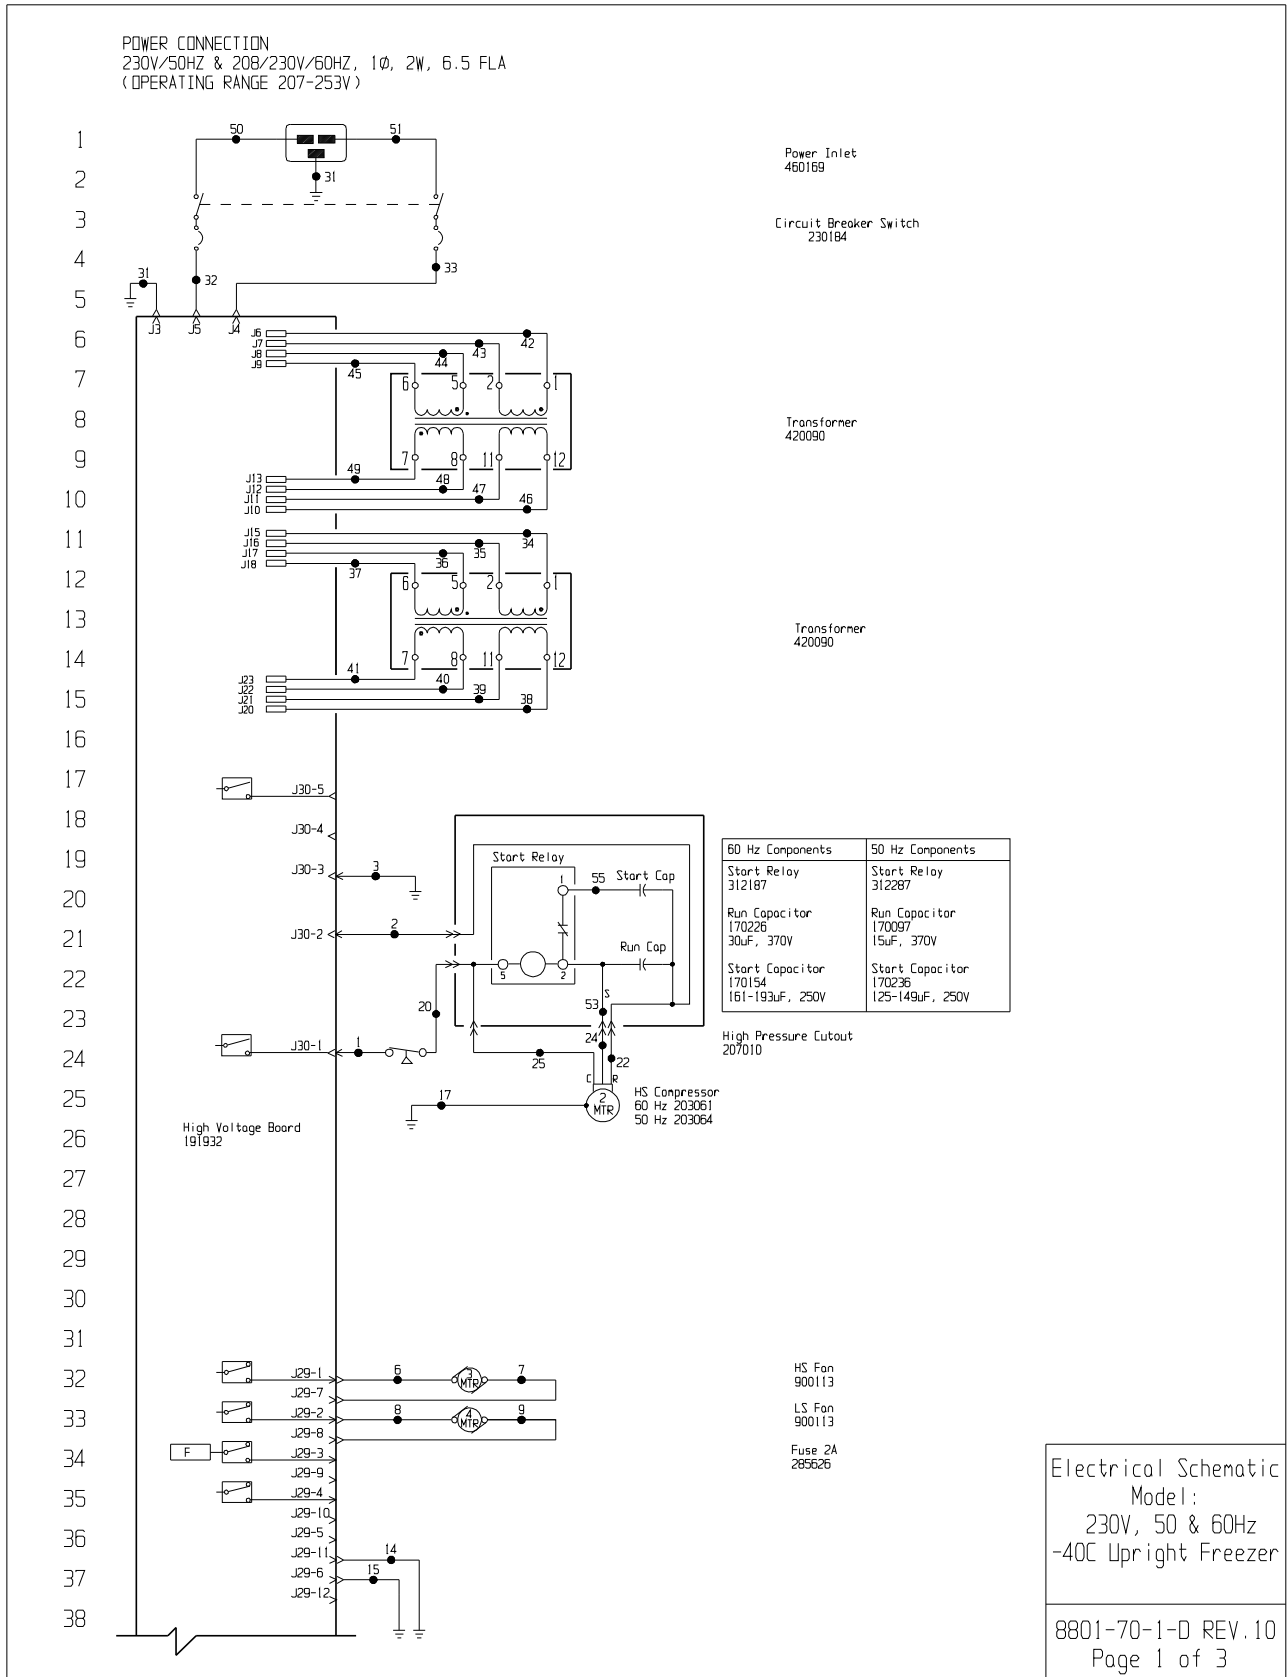 POWER CONNECTION
230V/50HZ & 208/230V/60HZ, 1Ø, 2W, 6.5 FLA
(OPERATING RANGE 207-253V)
1
50
51
Power Inlet
460169
2
31
3
Circuit Breaker Switch
230184
4
31
32
33
5
J3
J5
J4
6
J6
42
J7
43
J8
44
J9
45
7
6
5
2
1
8
Transformer
420090
9
7
8
11
12
J13
49
J12
48
10
J11
47
J10
46
11
J15
34
J16
35
J17
36
J18
37
12
6
5
2
1
13
Transformer
420090
14
7
8
11
12
J23
41
J22
40
15
J21
39
J20
38
16
17
J30-5
18
J30-4
19
J30-3
3
Start Relay
1
55
Start Cap
20
21
J30-2
2
Run Cap
22
5
2
S
53
23
20
24
J30-1
1
24
25
22
C
R
25
17
2
MTR
HS Compressor
60 Hz 203061
50 Hz 203064
60 Hz Components
50 Hz Components
Start Relay
312187
Start Relay
312287
Run Capacitor
170226
30uF, 370V
Run Capacitor
170097
15uF, 370V
Start Capacitor
170154
161-193uF, 250V
Start Capacitor
170236
125-149uF, 250V
High Pressure Cutout
207010
High Voltage Board
191932
26
27
28
29
30
31
32
J29-1
6
3
MTR
7
HS Fan
900113
J29-7
33
J29-2
8
4
MTR
9
LS Fan
900113
J29-8
34
F
J29-3
Fuse 2A
285626
J29-9
35
J29-4
J29-10
36
J29-5
J29-11
14
37
J29-6
15
J29-12
38
Electrical Schematic
Model:
230V, 50 & 60Hz
-40C Upright Freezer
8801-70-1-D REV.10
Page 1 of 3